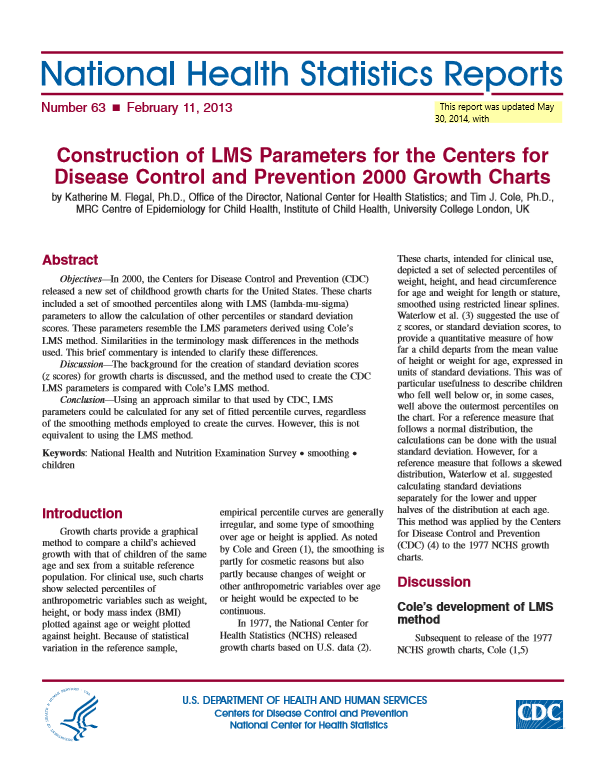 National Health Statistics Reports
Number 63 ■ February 11, 2013
This report was updated May
30, 2014, with
Construction of LMS Parameters for the Centers for
Disease Control and Prevention 2000 Growth Charts
by Katherine M. Flegal, Ph.D., Office of the Director, National Center for Health Statistics; and Tim J. Cole, Ph.D.,
MRC Centre of Epidemiology for Child Health, Institute of Child Health, University College London, UK
Abstract
Objectives—In 2000, the Centers for Disease Control and Prevention (CDC)
released a new set of childhood growth charts for the United States. These charts
included a set of smoothed percentiles along with LMS (lambda-mu-sigma)
parameters to allow the calculation of other percentiles or standard deviation
scores. These parameters resemble the LMS parameters derived using Cole's
LMS method. Similarities in the terminology mask differences in the methods
used. This brief commentary is intended to clarify these differences.
Discussion—The background for the creation of standard deviation scores
(z scores) for growth charts is discussed, and the method used to create the CDC
LMS parameters is compared with Cole's LMS method.
Conclusion—Using an approach similar to that used by CDC, LMS
parameters could be calculated for any set of fitted percentile curves, regardless
of the smoothing methods employed to create the curves. However, this is not
equivalent to using the LMS method.
Keywords: National Health and Nutrition Examination Survey • smoothing •
children
Introduction
Growth charts provide a graphical
method to compare a child's achieved
growth with that of children of the same
age and sex from a suitable reference
population. For clinical use, such charts
show selected percentiles of
anthropometric variables such as weight,
height, or body mass index (BMI)
plotted against age or weight plotted
against height. Because of statistical
variation in the reference sample,
empirical percentile curves are generally
irregular, and some type of smoothing
over age or height is applied. As noted
by Cole and Green (1), the smoothing is
partly for cosmetic reasons but also
partly because changes of weight or
other anthropometric variables over age
or height would be expected to be
continuous.
In 1977, the National Center for
Health Statistics (NCHS) released
growth charts based on U.S. data (2).
These charts, intended for clinical use,
depicted a set of selected percentiles of
weight, height, and head circumference
for age and weight for length or stature,
smoothed using restricted linear splines.
Waterlow et al. (3) suggested the use of
z scores, or standard deviation scores, to
provide a quantitative measure of how
far a child departs from the mean value
of height or weight for age, expressed in
units of standard deviations. This was of
particular usefulness to describe children
who fell well below or, in some cases,
well above the outermost percentiles on
the chart. For a reference measure that
follows a normal distribution, the
calculations can be done with the usual
standard deviation. However, for a
reference measure that follows a skewed
distribution, Waterlow et al. suggested
calculating standard deviations
separately for the lower and upper
halves of the distribution at each age.
This method was applied by the Centers
for Disease Control and Prevention
(CDC) (4) to the 1977 NCHS growth
charts.
Discussion
Cole's development of LMS
method
Subsequent to release of the 1977
NCHS growth charts, Cole (1,5)
U.S. DEPARTMENT OF HEALTH AND HUMAN SERVICES
Centers for Disease Control and Prevention
National Center for Health Statistics
CDC